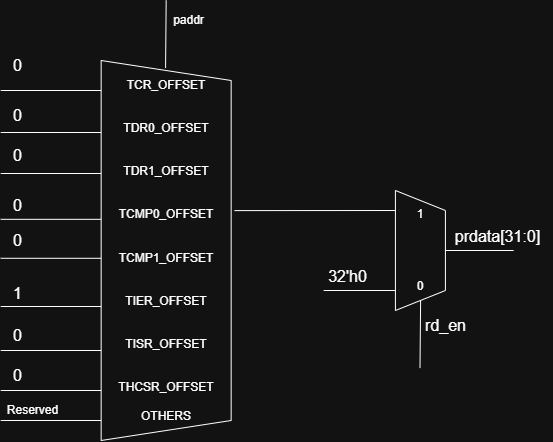 paddr
0
TCR_OFFSET
0
TDR0_OFFSET
0
TDR1_OFFSET
0
TCMP0_OFFSET
1
prdata[31:0]
0
TCMP1_OFFSET
32'h0
0
1
TIER_OFFSET
rd_en
0
TISR_OFFSET
0
THCSR_OFFSET
Reserved
OTHERS